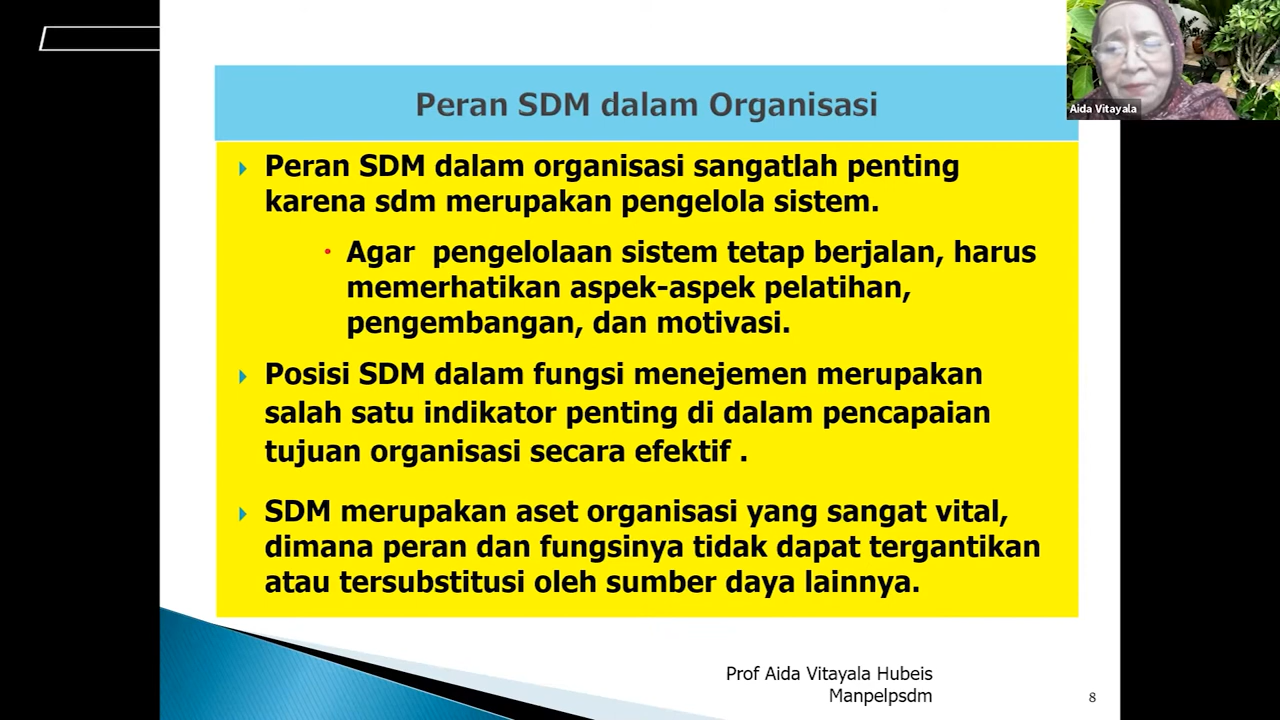 Aida Vitayala
Peran SDM dalam Organisasi
Peran SDM dalam organisasi sangatlah penting
karena sdm merupakan pengelola sistem.
Agar pengelolaan sistem tetap berjalan, harus
memerhatikan aspek-aspek pelatihan,
pengembangan, dan motivasi.
Posisi SDM dalam fungsi menejemen merupakan
salah satu indikator penting di dalam pencapaian
tujuan organisasi secara efektif .
SDM merupakan aset organisasi yang sangat vital,
dimana peran dan fungsinya tidak dapat tergantikan
atau tersubstitusi oleh sumber daya lainnya.
Prof Aida Vitayala Hubeis
Manpelpsdm
8